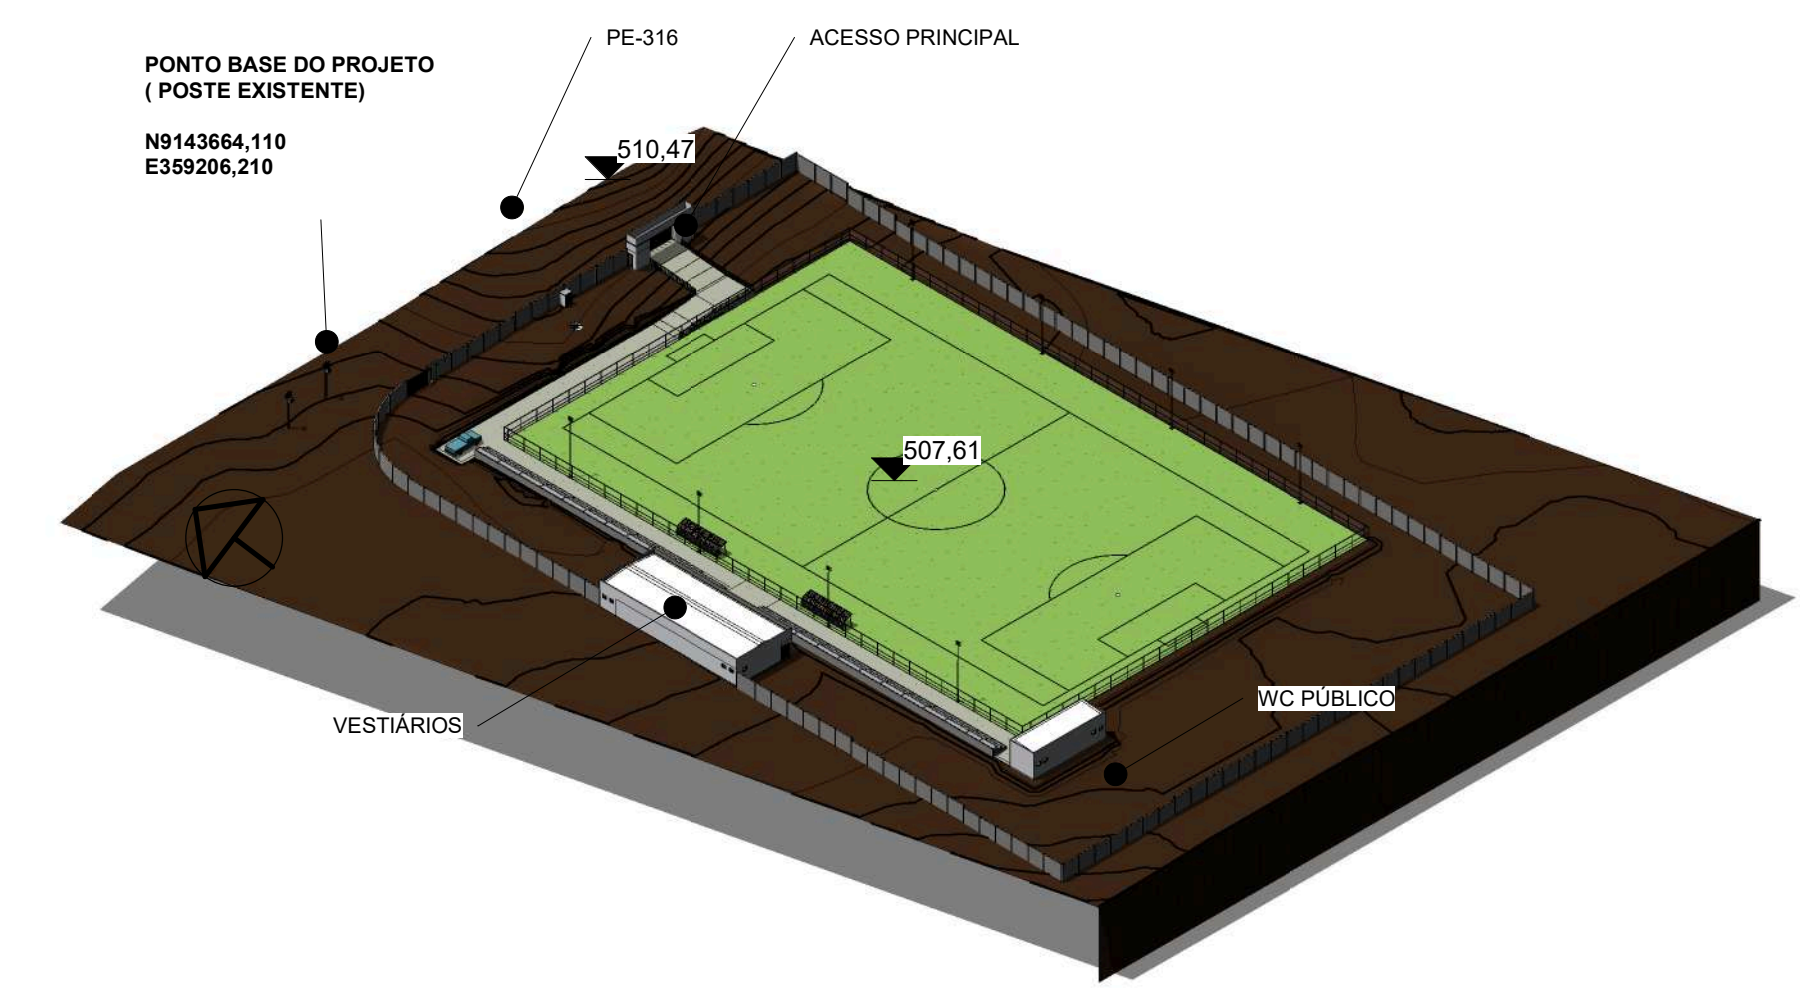 PE-316
ACESSO PRINCIPAL
PONTO BASE DO PROJETO
( POSTE EXISTENTE)
N9143664,110
E359206,210
510,47
507,61
WC PÚBLICO
VESTIÁRIOS